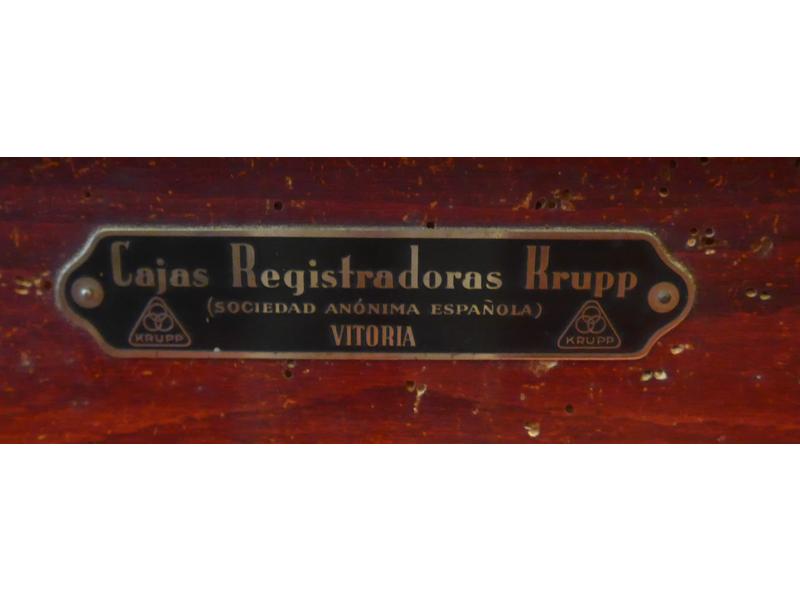 Cajas Registradoras Krupp
(SOCIEDAD ANÓNIMA ESPAÑOLA)
VITORIA
KRUPP
KRUPP